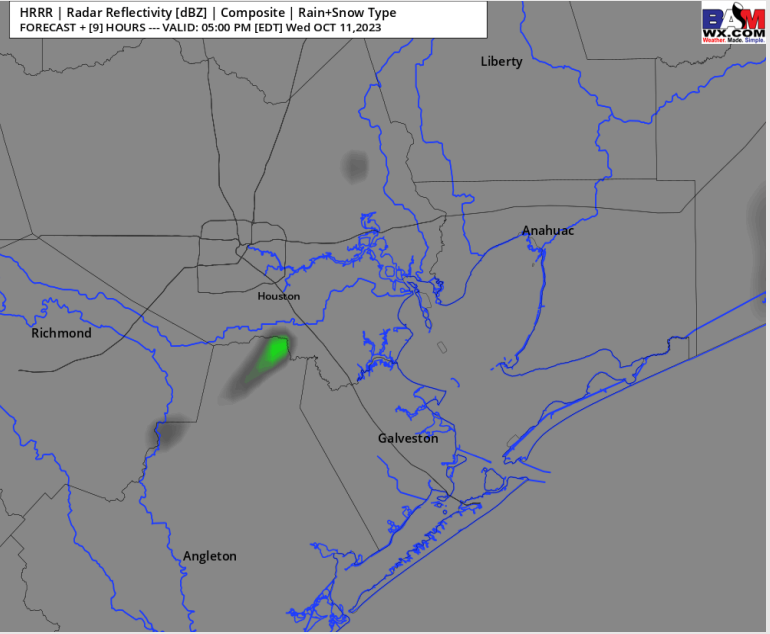 HRRR | Radar Reflectivity [dBZ] | Composite | Rain+Snow Type
FORECAST + [9] HOURS --- VALID: 05:00 PM [EDT] Wed OCT 11,2023
BAM
WX.COM
Weather. Made. Simple.
Liberty
Anahuac
Houston
Richmond
Galveston
Angleton